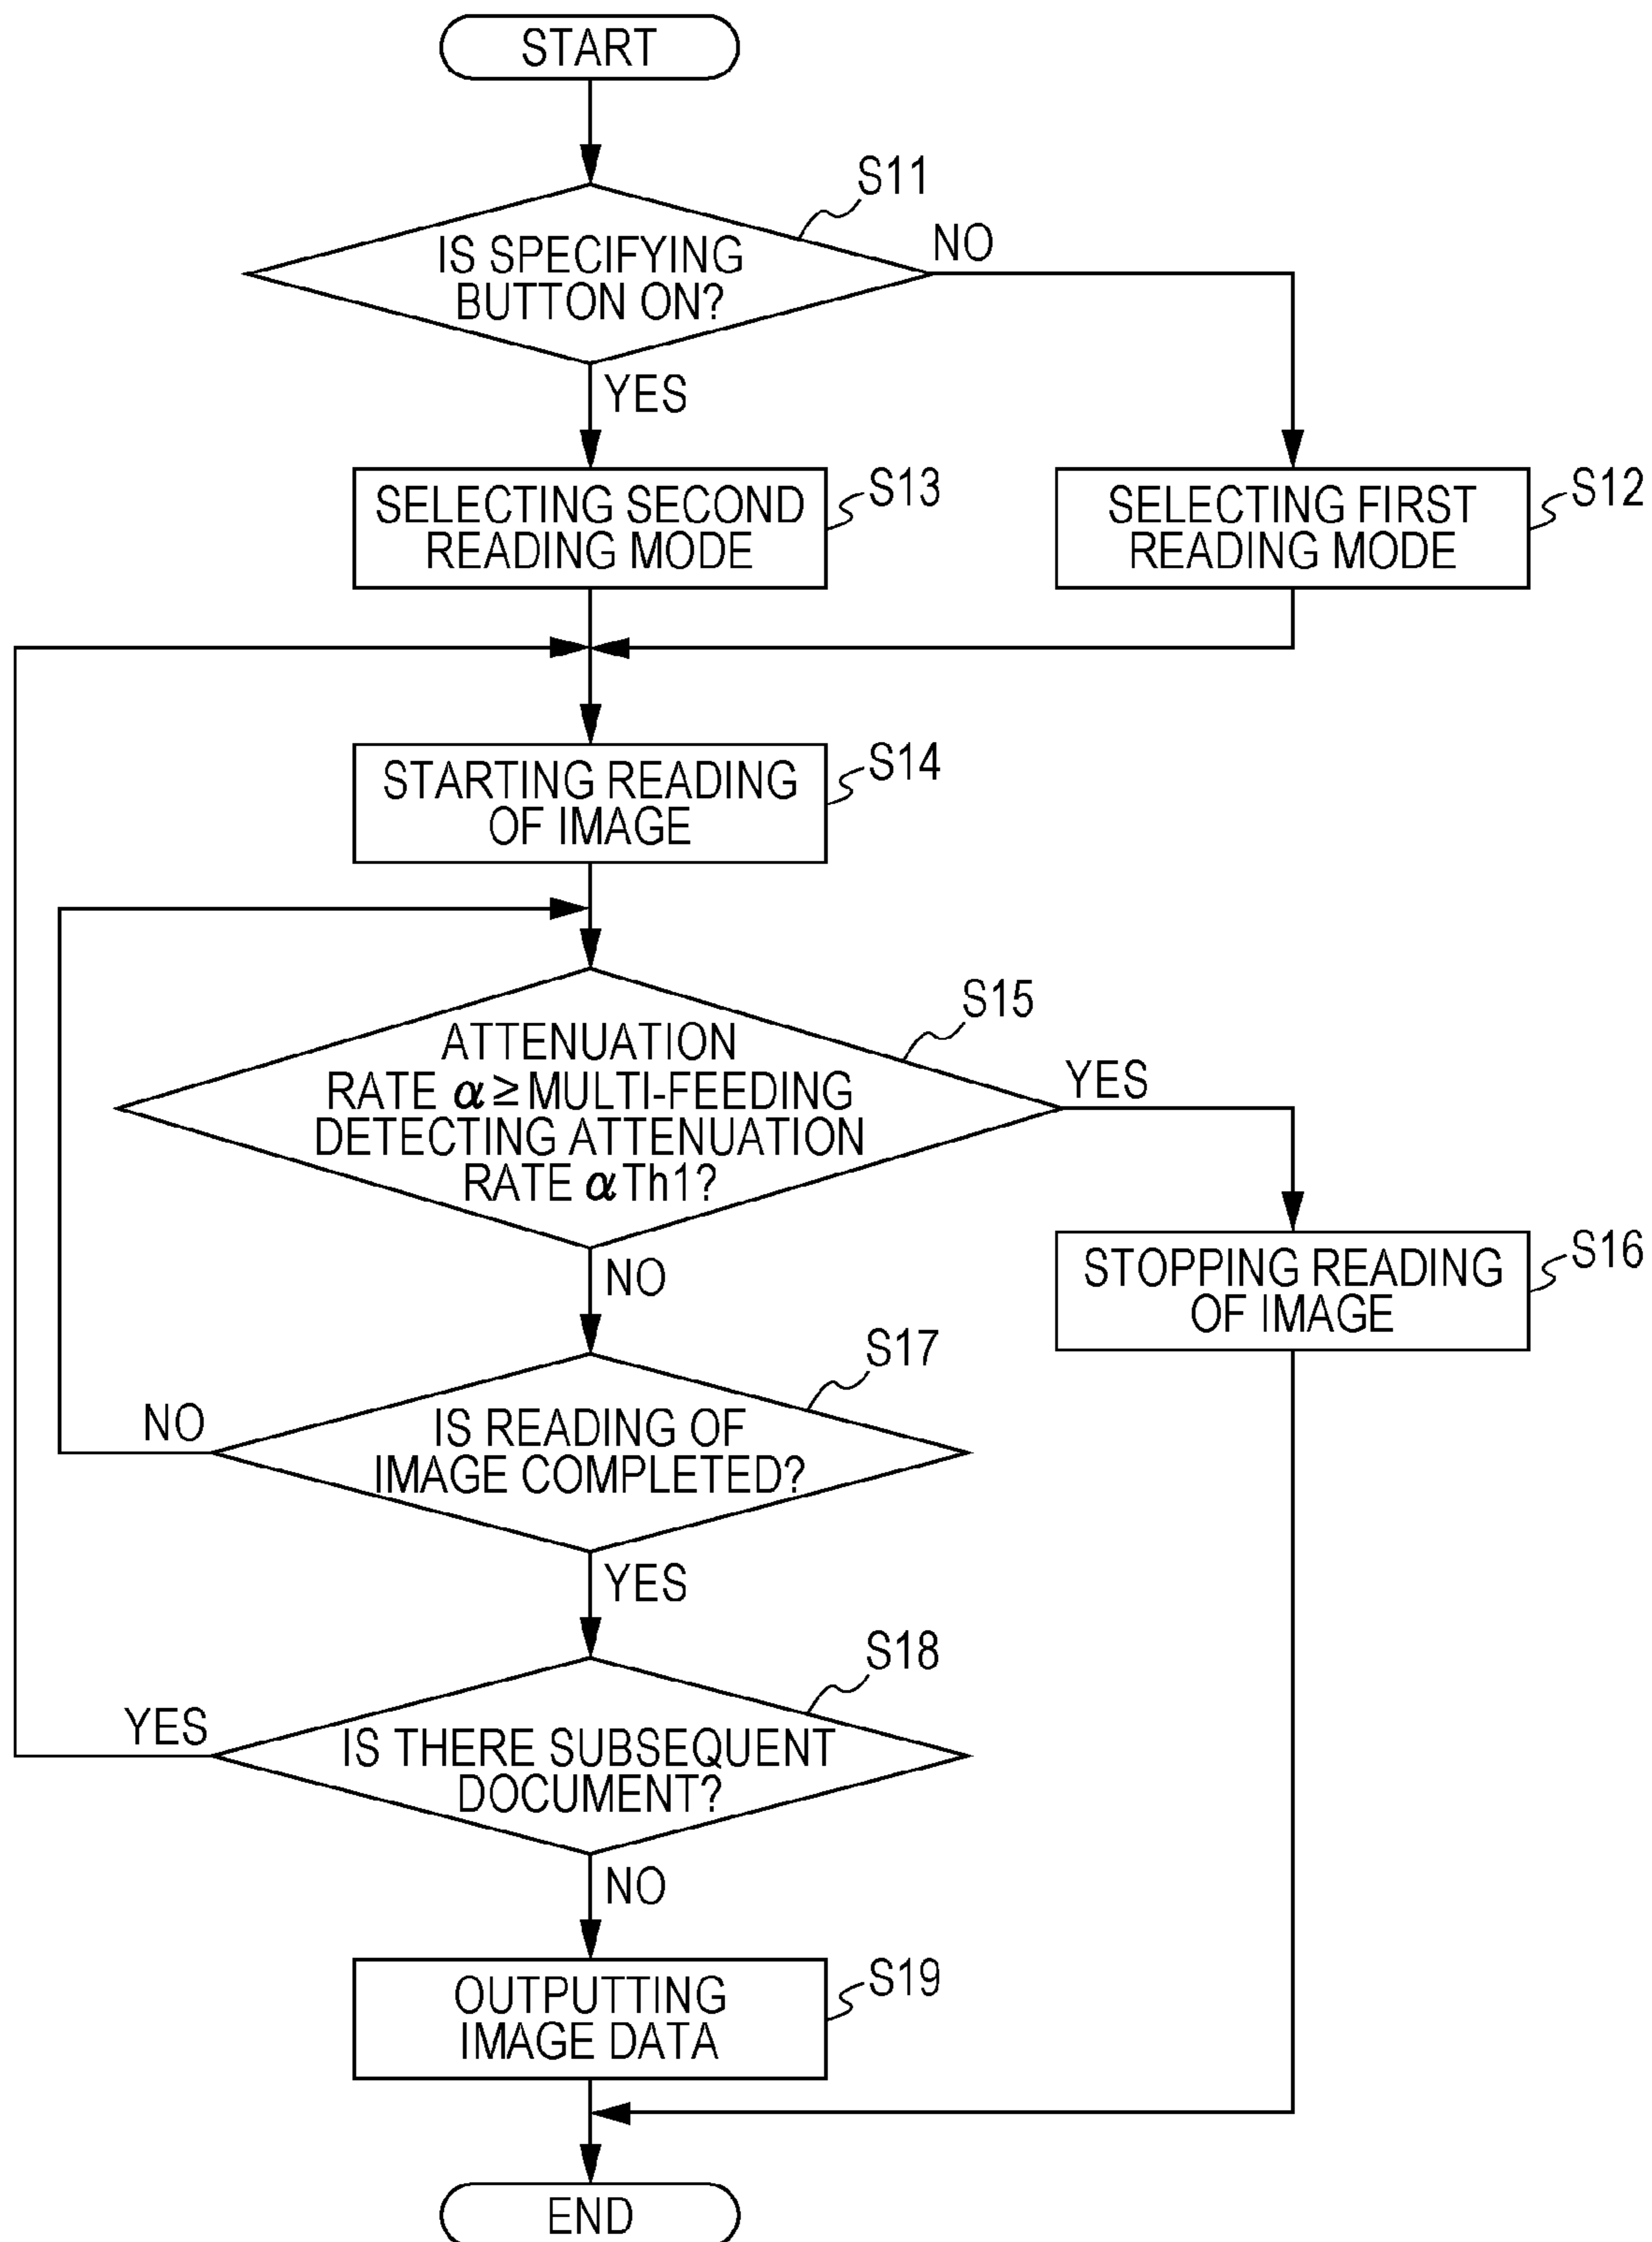 START
S11
IS SPECIFYING
BUTTON ON?
NO
YES
SELECTING SECOND
READING MODE
S13
SELECTING FIRST
READING MODE
S12
STARTING READING
OF IMAGE
S14
S15
ATTENUATION
RATE α ≥ MULTI-FEEDING
DETECTING ATTENUATION
RATE αTh1?
YES
NO
STOPPING READING
OF IMAGE
S16
S17
IS READING OF
IMAGE COMPLETED?
NO
YES
S18
IS THERE SUBSEQUENT
DOCUMENT?
YES
NO
OUTPUTTING
IMAGE DATA
S19
END